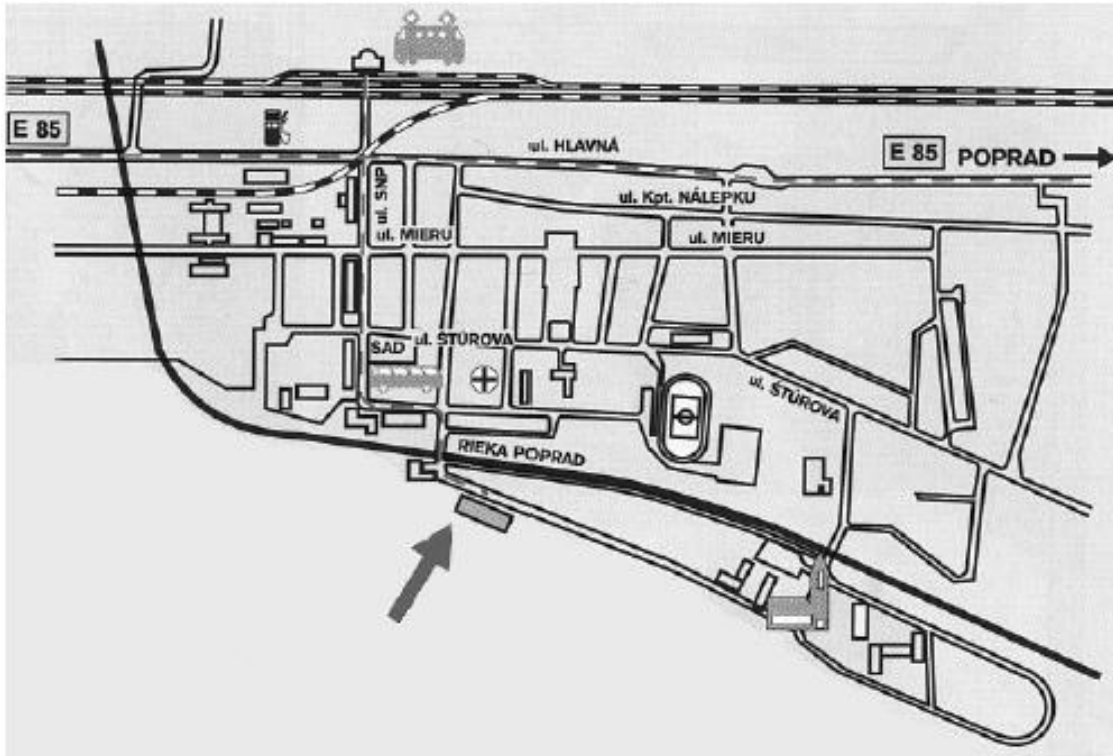 E 85
ul. HLAVNÁ
E 85
POPRAD
ul. SNP
ul. Kpt. NÁLEPKU
ul. MIERU
ul. MIERU
ul. ŠTÚROVA
SAD
ul. ŠTÚROVA
RIEKA POPRAD